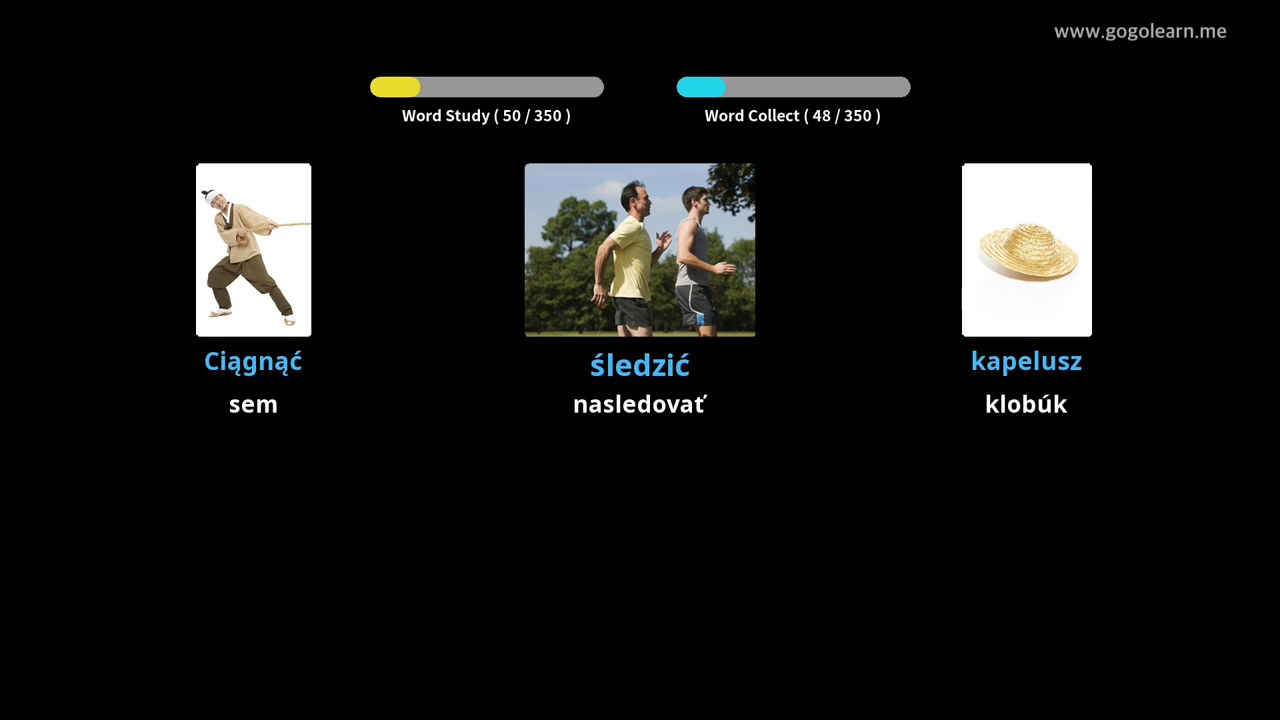 www.gogolearn.me
Word Study ( 50 / 350 )
Word Collect ( 48 / 350 )
Ciągnąć
sem
śledzić
nasledovať
kapelusz
klobúk